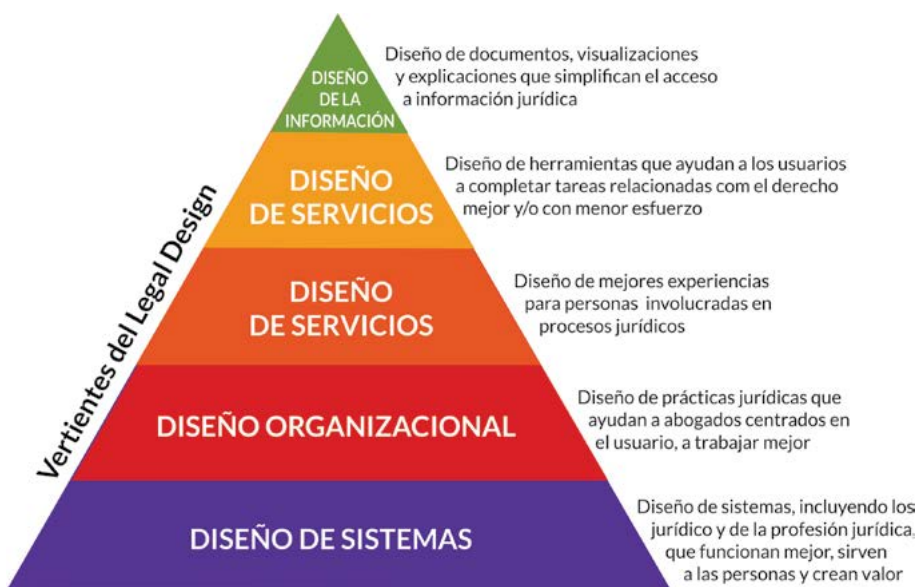 Vertientes del Legal Design
DISEÑO
DE LA
INFORMACIÓN
Diseño de documentos, visualizaciones
y explicaciones que simplifican el acceso
a información jurídica
DISEÑO
DE SERVICIOS
Diseño de herramientas que ayudan a los usuarios
a completar tareas relacionadas com el derecho
mejor y/o con menor esfuerzo
DISEÑO
DE SERVICIOS
Diseño de mejores experiencias
para personas involucradas en
procesos jurídicos
DISEÑO ORGANIZACIONAL
Diseño de prácticas jurídicas que
ayudan a abogados centrados en
el usuario, a trabajar mejor
DISEÑO DE SISTEMAS
Diseño de sistemas, incluyendo los
jurídico y de la profesión jurídica,
que funcionan mejor, sirven
a las personas y crean valor